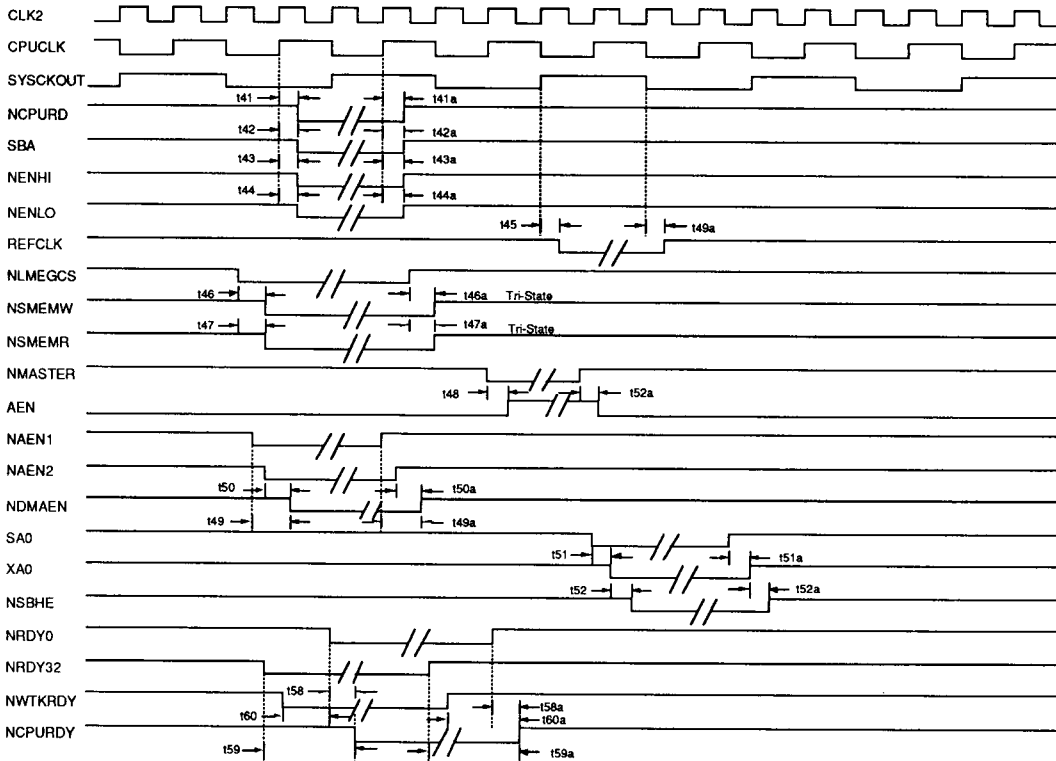 CLK2
CPUCLK
SYSCKOUT
t41 t41a
NCPURD
t42 t42a
SBA
t43 t43a
NENHI
t44 t44a
NENLO
t45 t49a
REFCLK
NLMEGCS
t46 t46a Tri-State
NSMEMW
t47 t47a Tri-State
NSMEMR
NMASTER
t48 t52a
AEN
NAEN1
NAEN2
t50 t50a
NDMAEN
t49 t49a
SA0
t51 t51a
XA0
t52 t52a
NSBHE
NRDY0
NRDY32
t58
NWTKRDY
t58a
t60 t60a
NCPURDY
t59 t59a